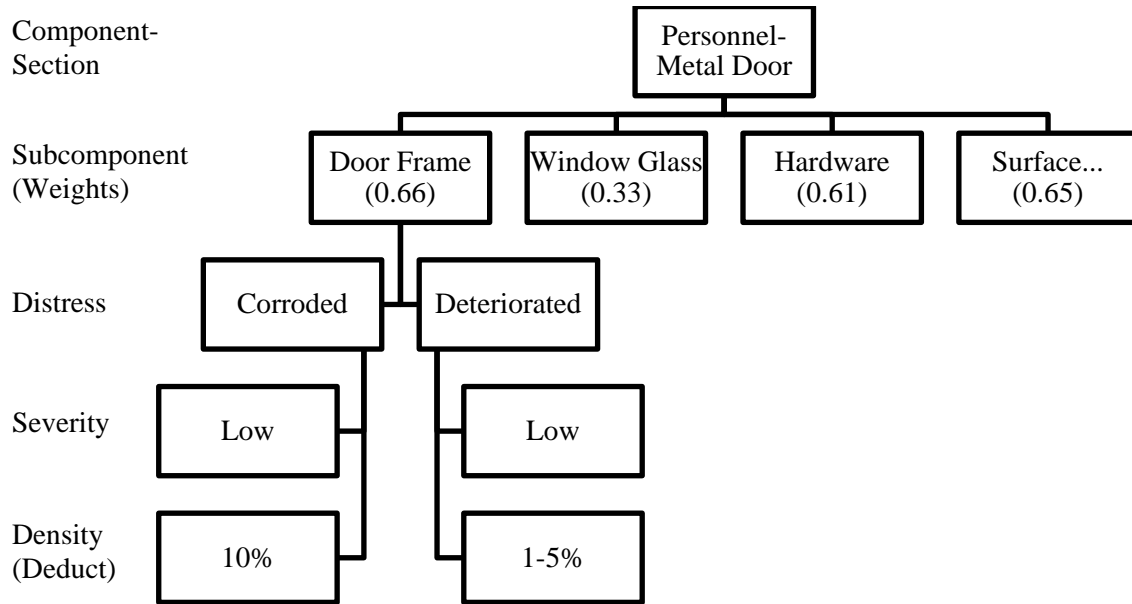 Component-
Section
Personnel-
Metal Door
Subcomponent
(Weights)
Door Frame
(0.66)
Window Glass
(0.33)
Hardware
(0.61)
Surface...
(0.65)
Distress
Corroded
Deteriorated
Severity
Low
Low
Density
(Deduct)
10%
1-5%